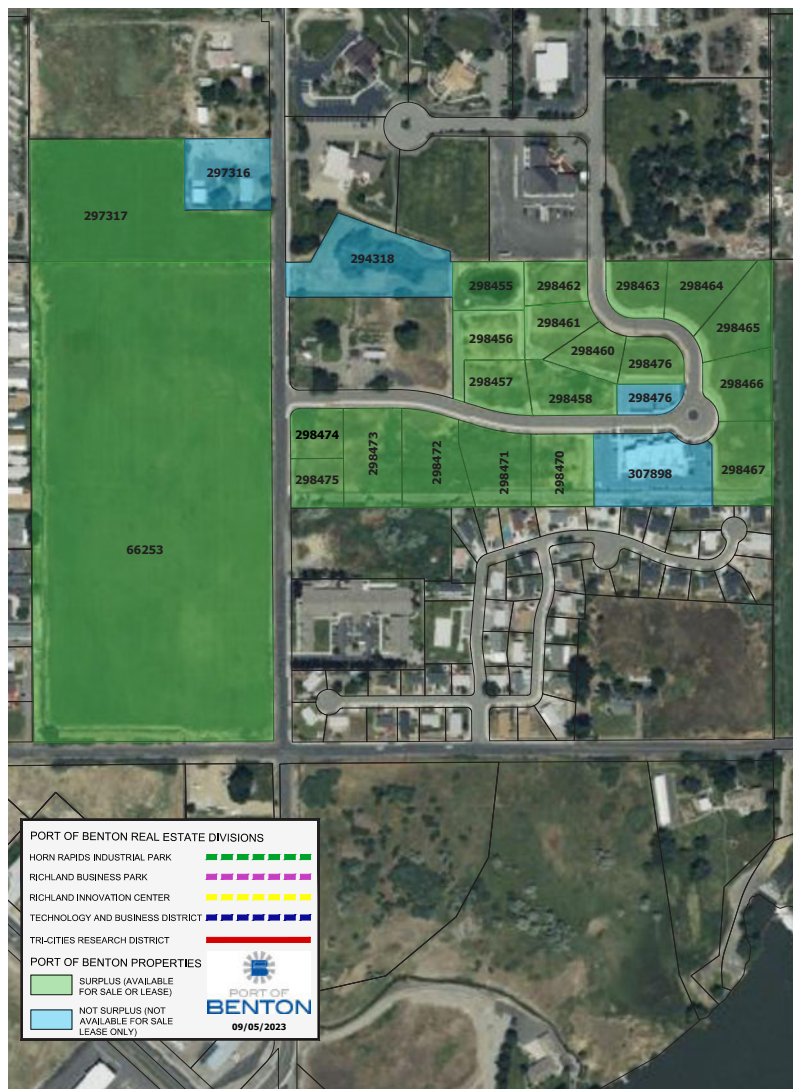 297316
297317
294318
298455
298462
298463
298464
298461
298465
298456
298460
298476
298466
298457
298458
298476
298474
298473
298472
298471
298470
298475
307898
298467
66253
PORT OF BENTON REAL ESTATE DIVISIONS
HORN RAPIDS INDUSTRIAL PARK
RICHLAND BUSINESS PARK
RICHLAND INNOVATION CENTER
TECHNOLOGY AND BUSINESS DISTRICT
TRI-CITIES RESEARCH DISTRICT
PORT OF BENTON PROPERTIES
SURPLUS (AVAILABLE
FOR SALE OR LEASE)
NOT SURPLUS (NOT
AVAILABLE FOR SALE
LEASE ONLY)
PORT OF
BENTON
09/05/2023